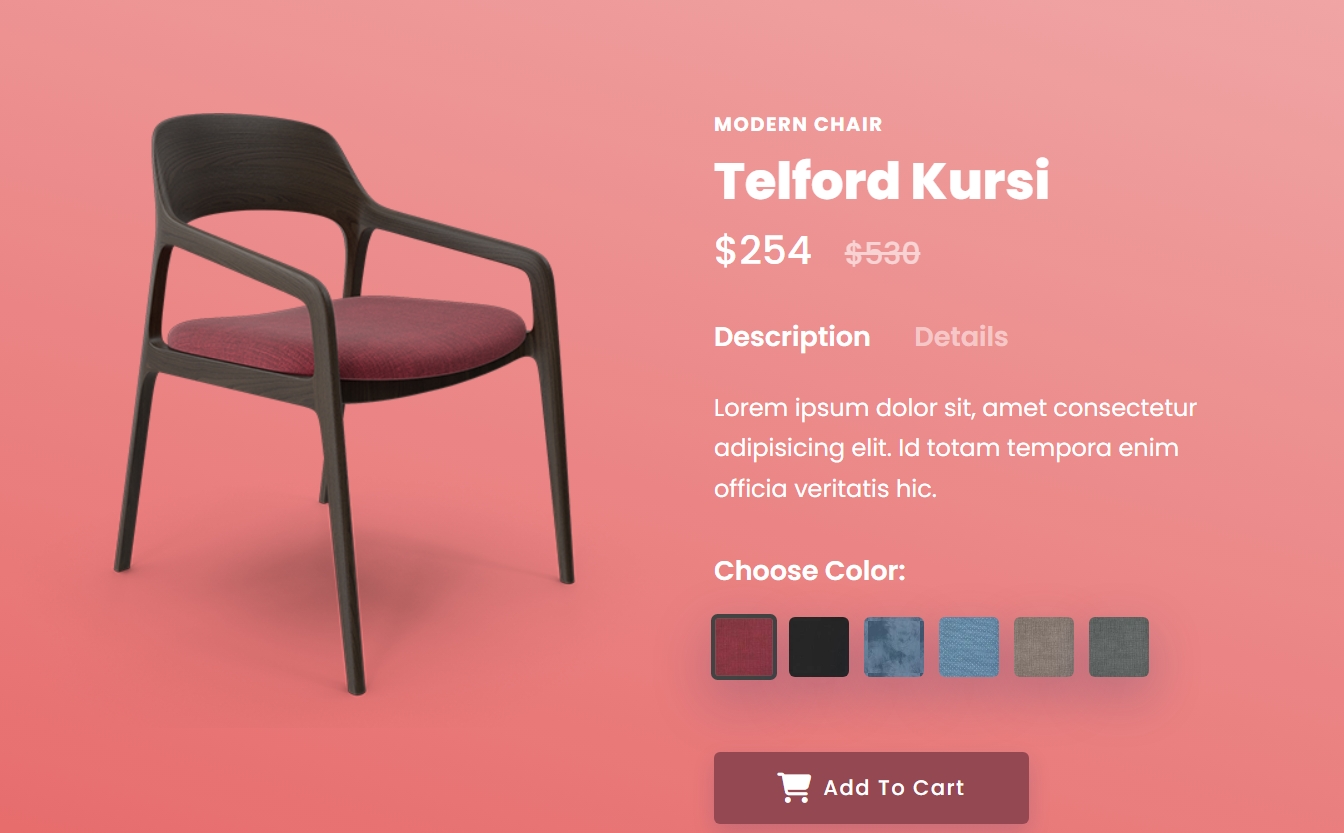 MODERN CHAIR
Telford Kursi
$254 $530
Description Details
Lorem ipsum dolor sit, amet consectetur
adipisicing elit. Id totam tempora enim
officia veritatis hic.
Choose Color:
Add To Cart